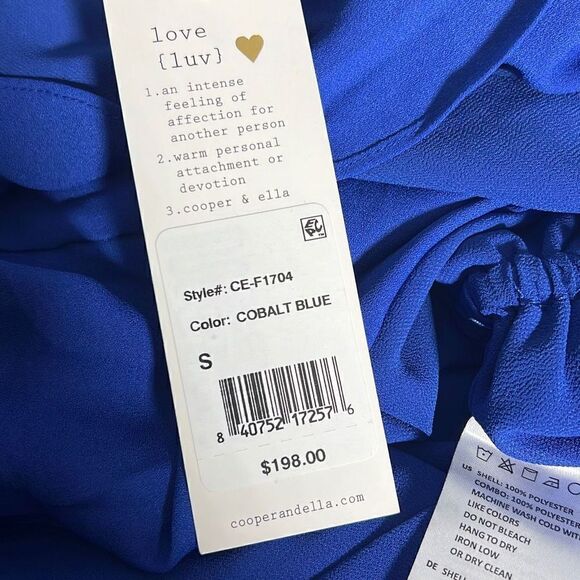 love
{luv}
1.an intense
feeling of
affection for
another person
2.warm personal
attachment or
devotion
3.cooper & ella
Style#: CE-F1704
Color: COBALT BLUE
S
8 40752 17257 6
$198.00
cooperandella.com
US SHELL: 100% POLYESTER
COMBO: 100% POLYESTER
MACHINE WASH COLD
LIKE COLORS
DO NOT BLEACH
HANG TO DRY
IRON LOW
OR DRY CLEAN
DE SHELL